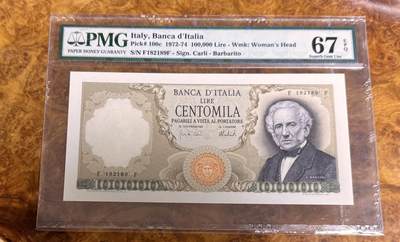 PMG
PAPER MONEY GUARANTY
Italy, Banca d'Italia
Pick# 100c 1972-74 100,000 Lire - Wmk: Woman's Head
S/N F182189F - Sign. Carli - Barbarito
67 EPQ
Superb Gem Unc
BANCA D'ITALIA
LIRE
CENTOMILA
PAGABILI A VISTA AL PORTATORE
F 182189 F
F 182189 F